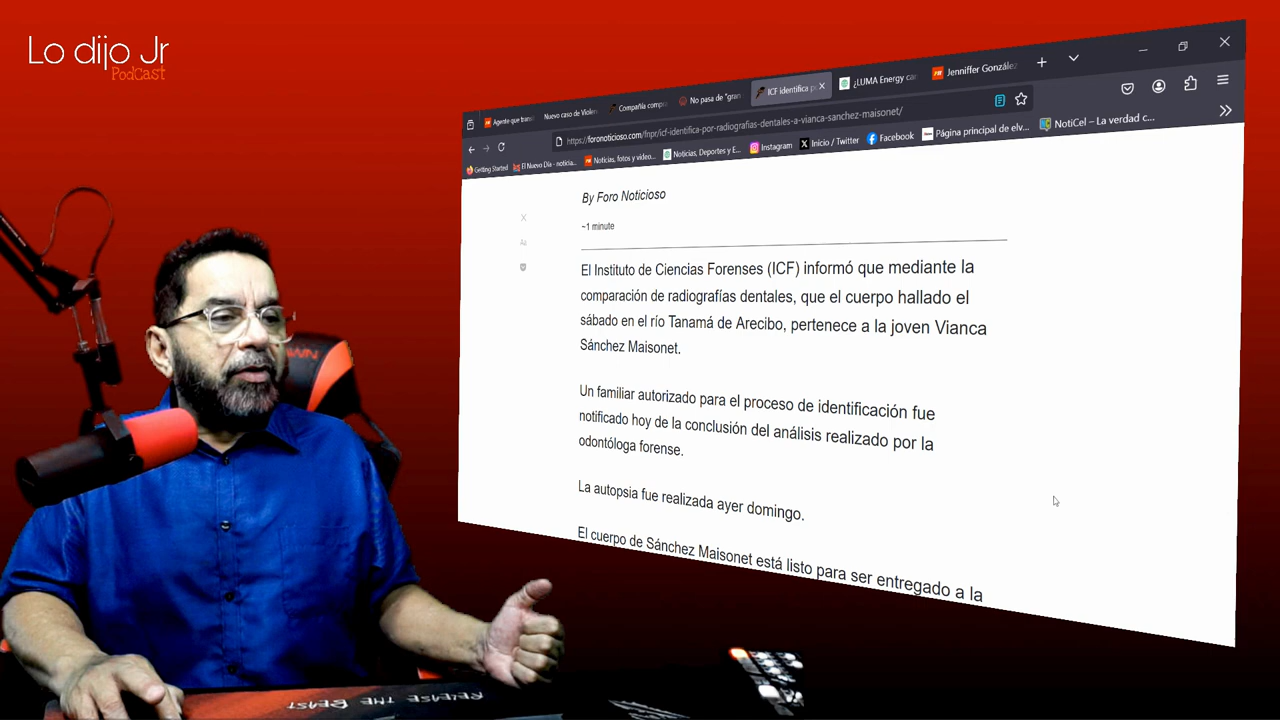 Lo dijo Jr
PodCast
Agente que trans
Nuevo caso de Violen
Compañía compra
No pasa de "gran
ICF identifica p
¿LUMA Energy can
Jenniffer González
https://foronoticioso.com/fnpr/icf-identifica-por-radiografias-dentales-a-vianca-sanchez-maisonet/
Getting Started
El Nuevo Día - noticia...
Noticias, fotos y video...
Noticias, Deportes y E...
Instagram
Inicio / Twitter
Facebook
Página principal de elv...
NotiCel – La verdad c...
By Foro Noticioso
~1 minute
El Instituto de Ciencias Forenses (ICF) informó que mediante la
comparación de radiografías dentales, que el cuerpo hallado el
sábado en el río Tanamá de Arecibo, pertenece a la joven Vianca
Sánchez Maisonet.
Un familiar autorizado para el proceso de identificación fue
notificado hoy de la conclusión del análisis realizado por la
odontóloga forense.
La autopsia fue realizada ayer domingo.
El cuerpo de Sánchez Maisonet está listo para ser entregado a la
RELEASE THE BEAST